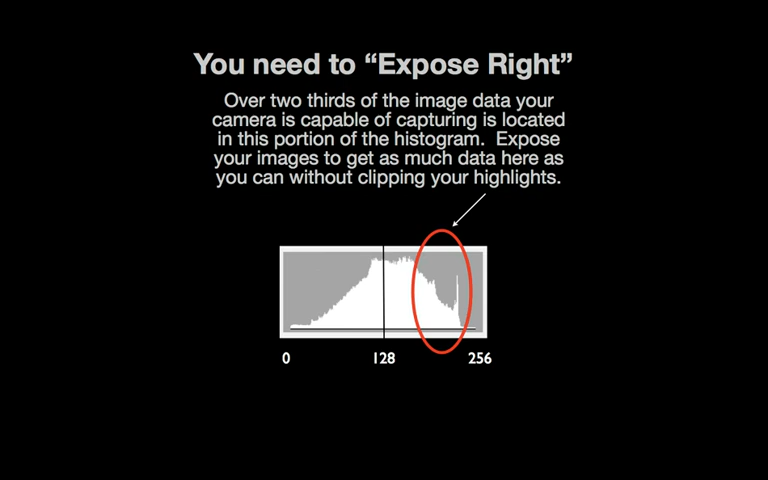 You need to “Expose Right”
Over two thirds of the image data your
camera is capable of capturing is located
in this portion of the histogram.  Expose
your images to get as much data here as
you can without clipping your highlights.
0 128 256